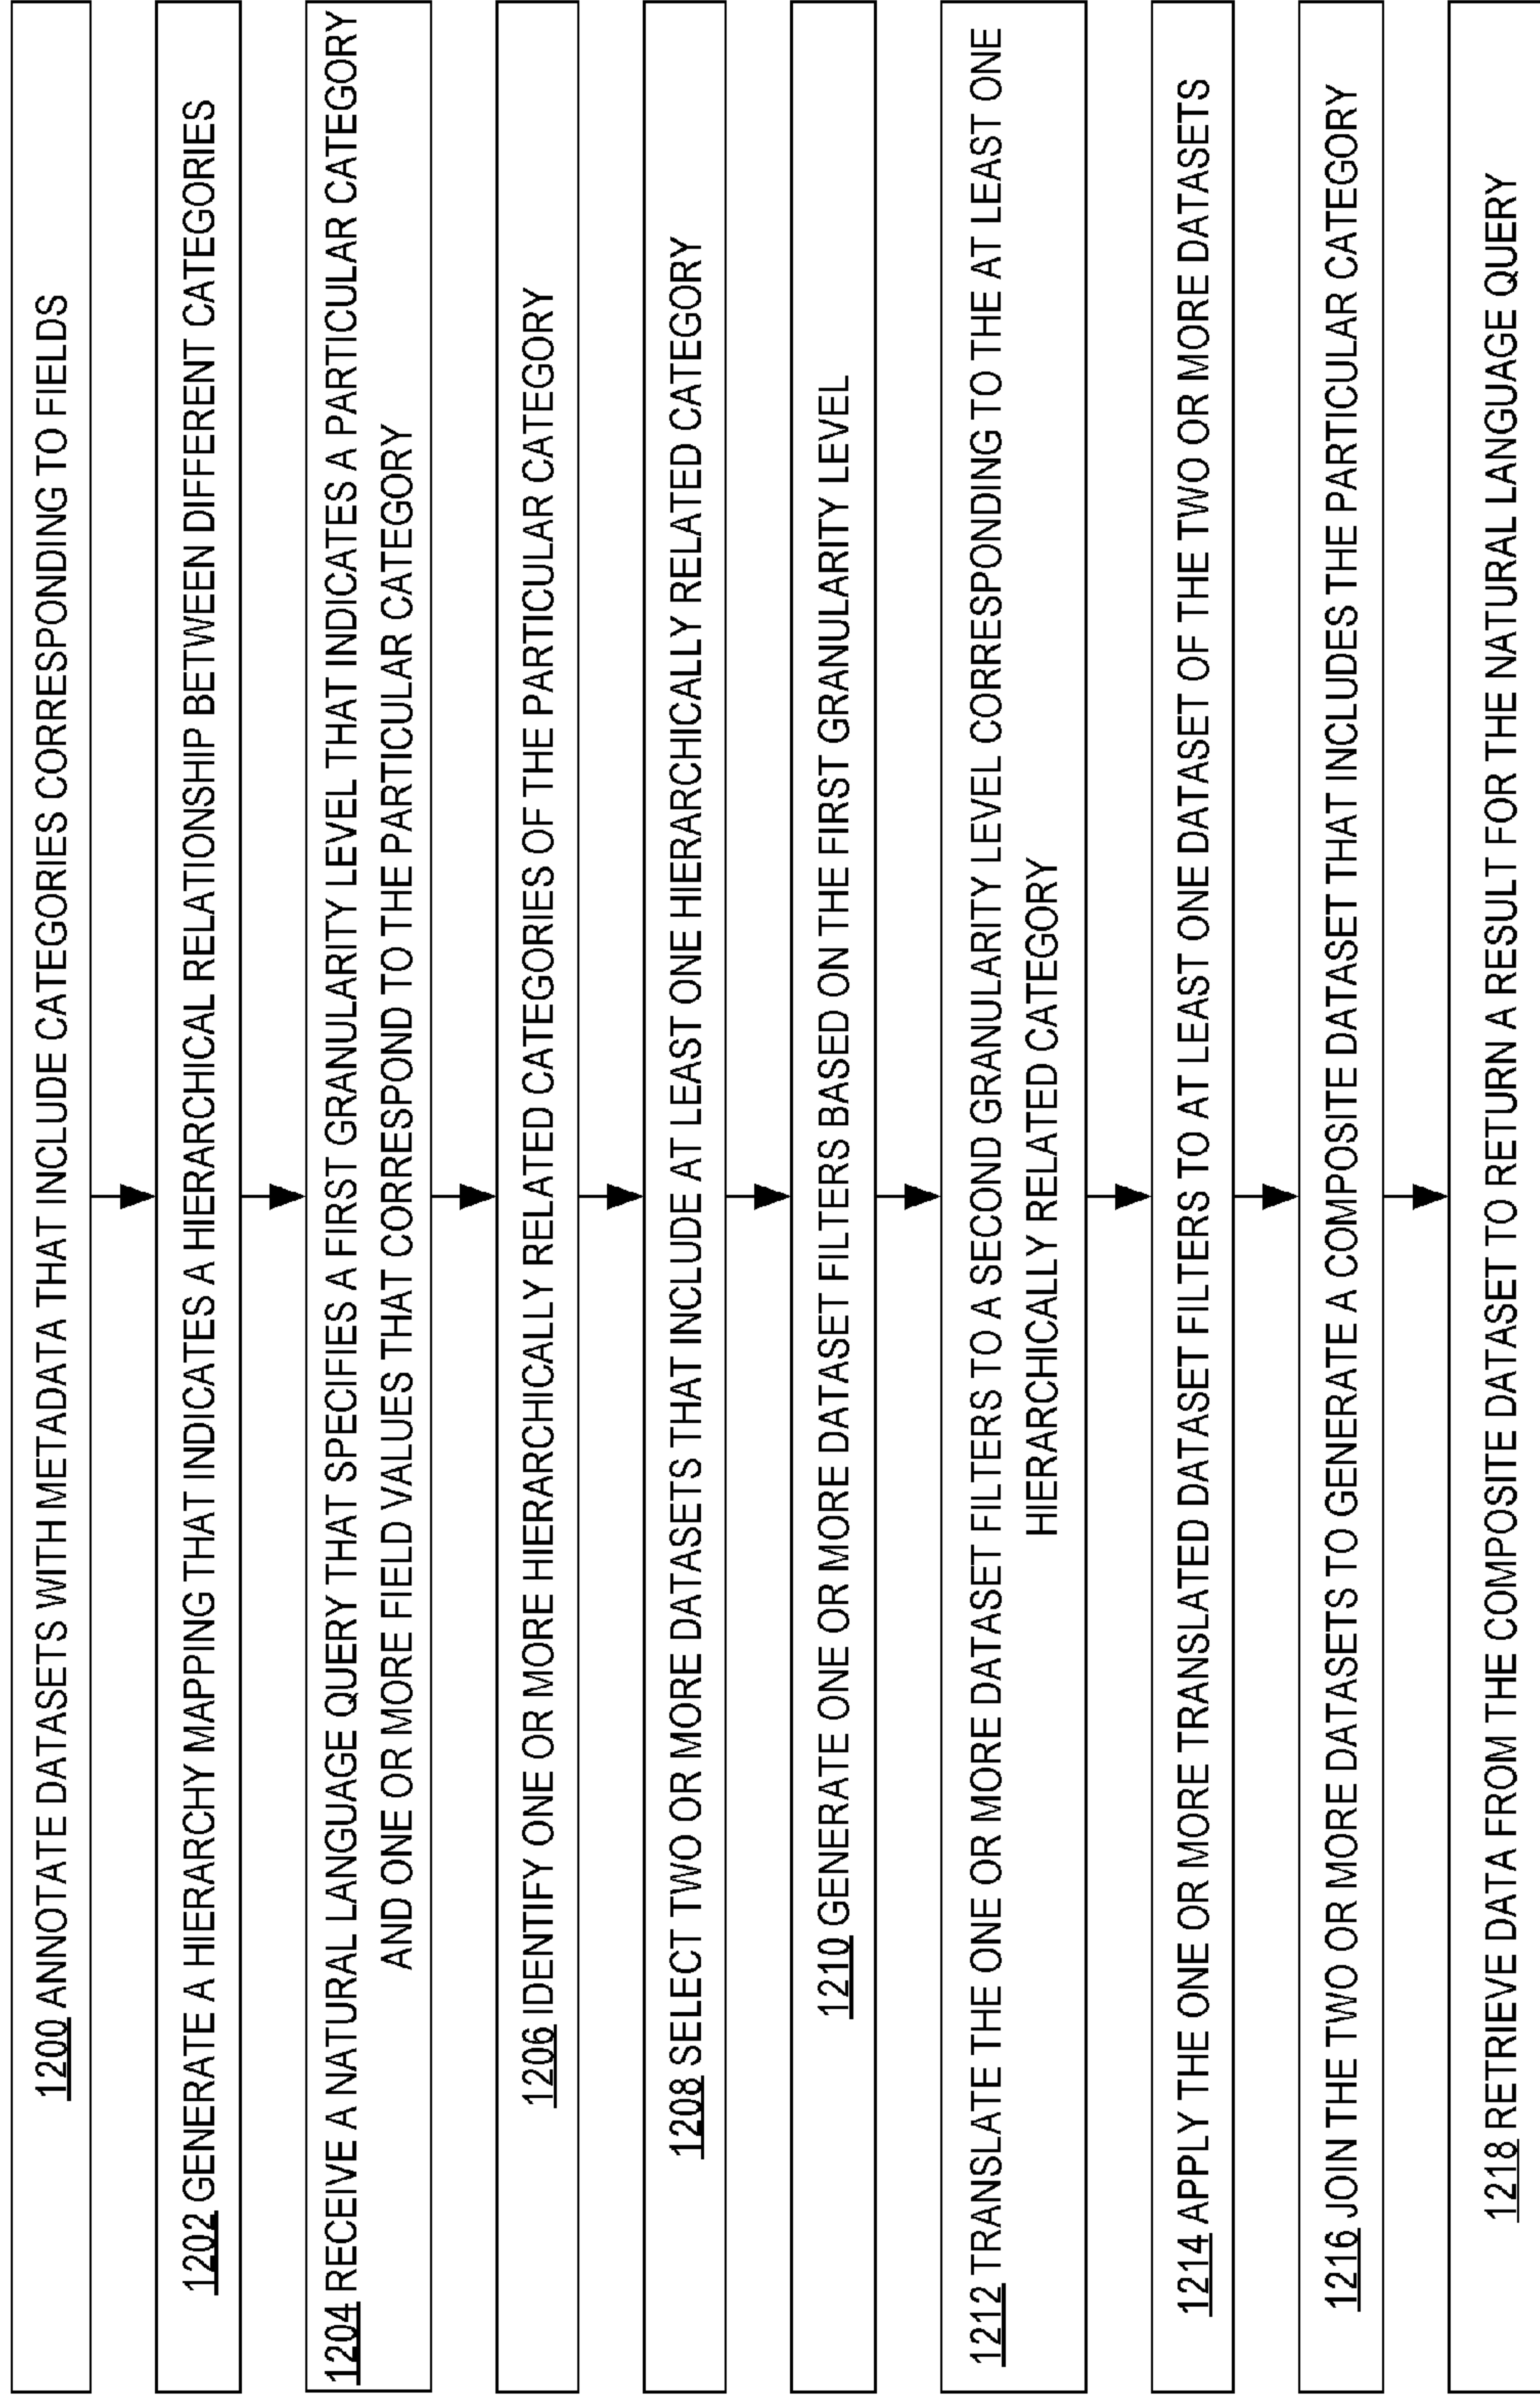 1200 ANNOTATE DATASETS WITH METADATA THAT INCLUDE CATEGORIES CORRESPONDING TO FIELDS
1202 GENERATE A HIERARCHY MAPPING THAT INDICATES A HIERARCHICAL RELATIONSHIP BETWEEN DIFFERENT CATEGORIES
1204 RECEIVE A NATURAL LANGUAGE QUERY THAT SPECIFIES A FIRST GRANULARITY LEVEL THAT INDICATES A PARTICULAR CATEGORY
AND ONE OR MORE FIELD VALUES THAT CORRESPOND TO THE PARTICULAR CATEGORY
1206 IDENTIFY ONE OR MORE HIERARCHICALLY RELATED CATEGORIES OF THE PARTICULAR CATEGORY
1208 SELECT TWO OR MORE DATASETS THAT INCLUDE AT LEAST ONE HIERARCHICALLY RELATED CATEGORY
1210 GENERATE ONE OR MORE DATASET FILTERS BASED ON THE FIRST GRANULARITY LEVEL
1212 TRANSLATE THE ONE OR MORE DATASET FILTERS TO A SECOND GRANULARITY LEVEL CORRESPONDING TO THE AT LEAST ONE
HIERARCHICALLY RELATED CATEGORY
1214 APPLY THE ONE OR MORE TRANSLATED DATASET FILTERS TO AT LEAST ONE DATASET OF THE TWO OR MORE DATASETS
1216 JOIN THE TWO OR MORE DATASETS TO GENERATE A COMPOSITE DATASET THAT INCLUDES THE PARTICULAR CATEGORY
1218 RETRIEVE DATA FROM THE COMPOSITE DATASET TO RETURN A RESULT FOR THE NATURAL LANGUAGE QUERY